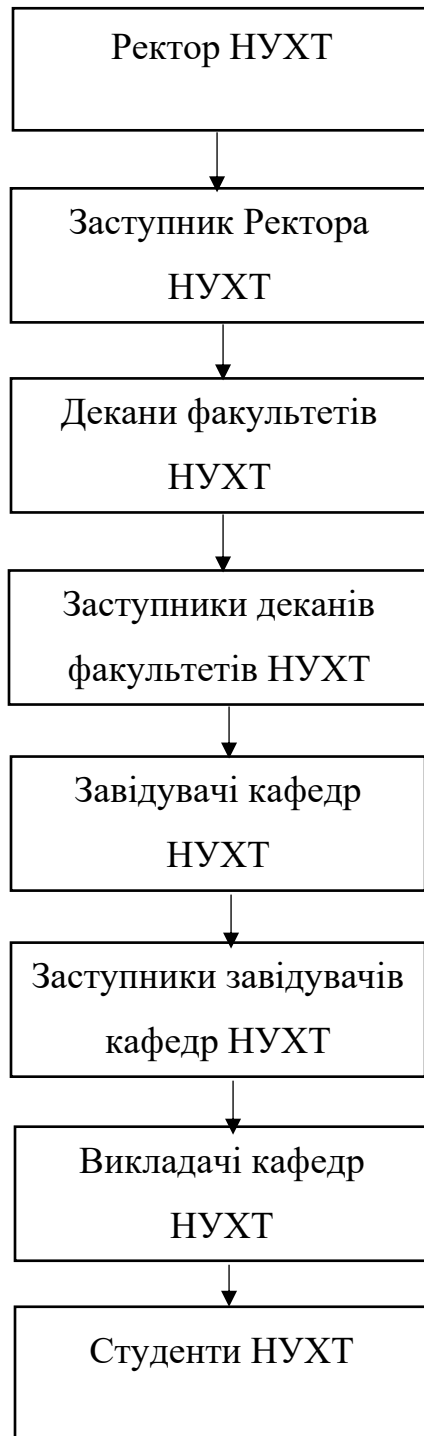 Ректор НУХТ
Заступник Ректора
НУХТ
Декани факультетів
НУХТ
Заступники деканів
факультетів НУХТ
Завідувачі кафедр
НУХТ
Заступники завідувачів
кафедр НУХТ
Викладачі кафедр
НУХТ
Студенти НУХТ